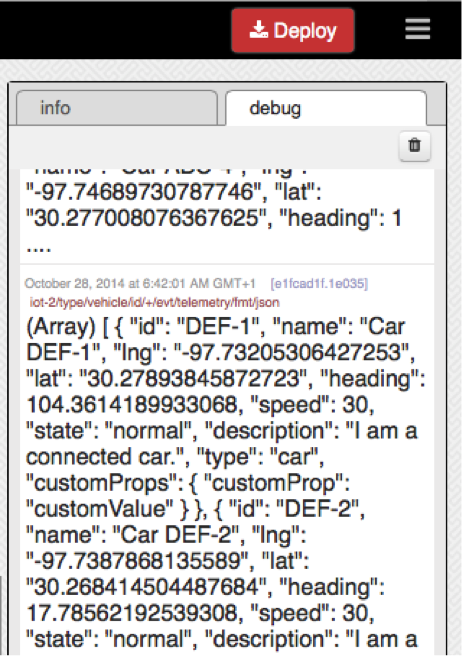 Deploy
info
debug
"name": "Car ABC-4", "lng":
"-97.74689730787746", "lat":
"30.277008076367625", "heading": 1
....
October 28, 2014 at 6:42:01 AM GMT+1 [e1fcad1f.1e035]
iot-2/type/vehicle/id/+/evt/telemetry/fmt/json
(Array) [ { "id": "DEF-1", "name": "Car
DEF-1", "lng": "-97.73205306427253",
"lat": "30.27893845872723", "heading":
104.3614189933068, "speed": 30,
"state": "normal", "description": "I am a
connected car.", "type": "car",
"customProps": { "customProp":
"customValue" } }, { "id": "DEF-2",
"name": "Car DEF-2", "lng":
"-97.7387868135589", "lat":
"30.268414504487684", "heading":
17.78562192539308, "speed": 30,
"state": "normal", "description": "I am a